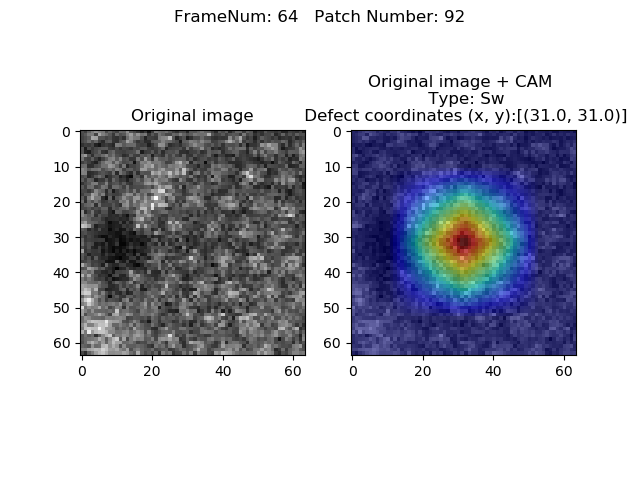 FrameNum: 64   Patch Number: 92
Original image
0
10
20
30
40
50
60
0 20 40 60
Original image + CAM
Type: Sw
Defect coordinates (x, y):[(31.0, 31.0)]
0
10
20
30
40
50
60
0 20 40 60